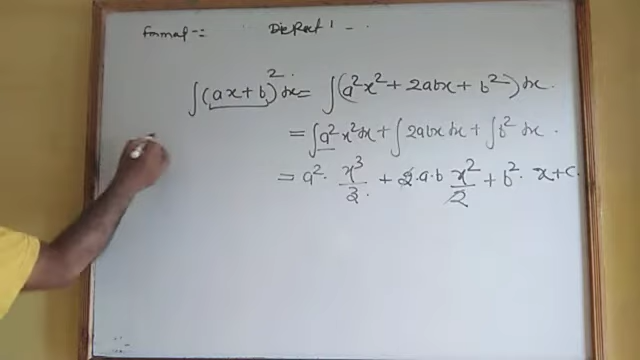 Format -:  Direct !  - .
∫(ax+b)² dx = ∫(a²x² + 2abx + b²) dx.
= ∫a²x² dx + ∫2abx dx + ∫b² dx.
= a². x³/3. + 2.a.b x²/2 + b². x + c.